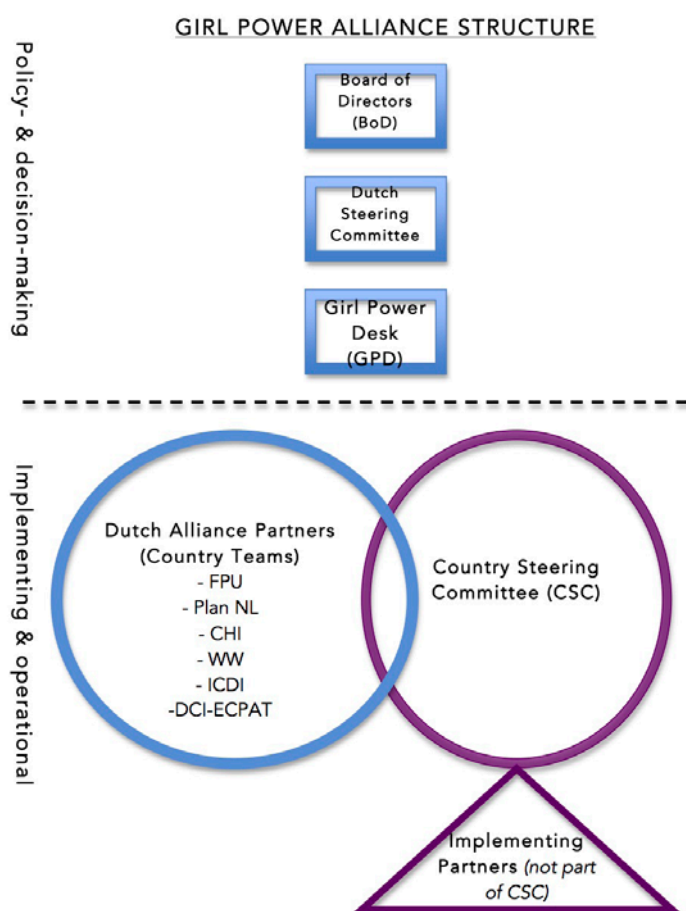 GIRL POWER ALLIANCE STRUCTURE
Policy- & decision-making
Board of
Directors
(BoD)
Dutch
Steering
Committee
Girl Power
Desk
(GPD)
Implementing & operational
Dutch Alliance Partners
(Country Teams)
- FPU
- Plan NL
- CHI
- WW
- ICDI
-DCI-ECPAT
Country Steering
Committee (CSC)
Implementing
Partners (not part
of CSC)